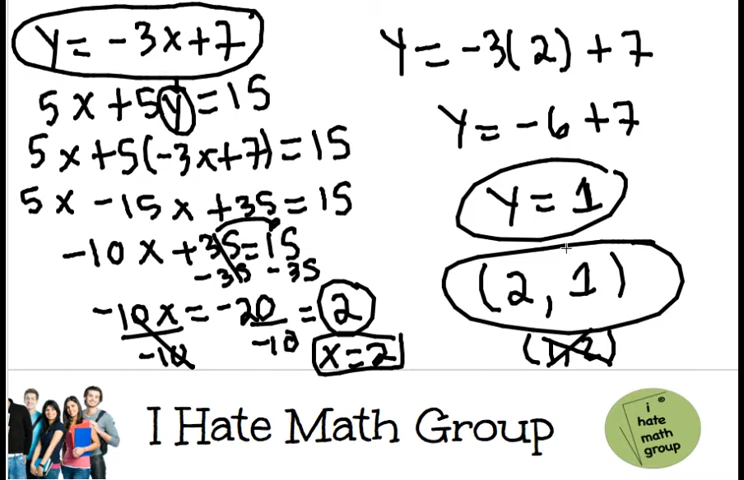 y = -3x+7
5x+5y=15
5x+5(-3x+7)=15
5x -15x +35=15
-10x +35=15
-35 -35
-10x = -20 = 2
-10 -10
x=2
y= -3(2) +7
y= -6 +7
y= 1
(2, 1)
(1,2)
I Hate Math Group
i
hate
math
group